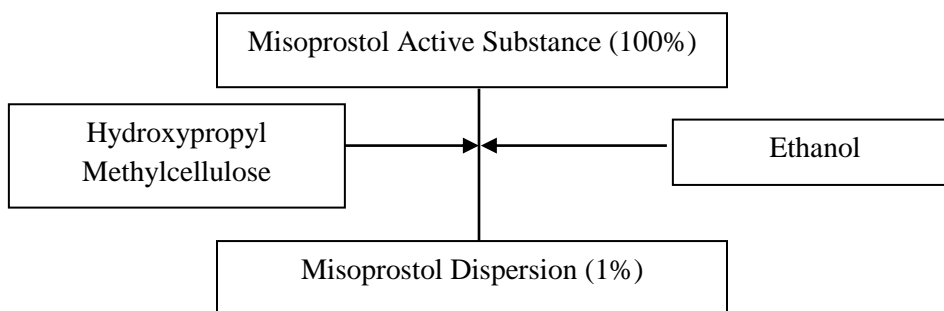 Misoprostol Active Substance (100%)
Hydroxypropyl
Methylcellulose
Ethanol
Misoprostol Dispersion (1%)